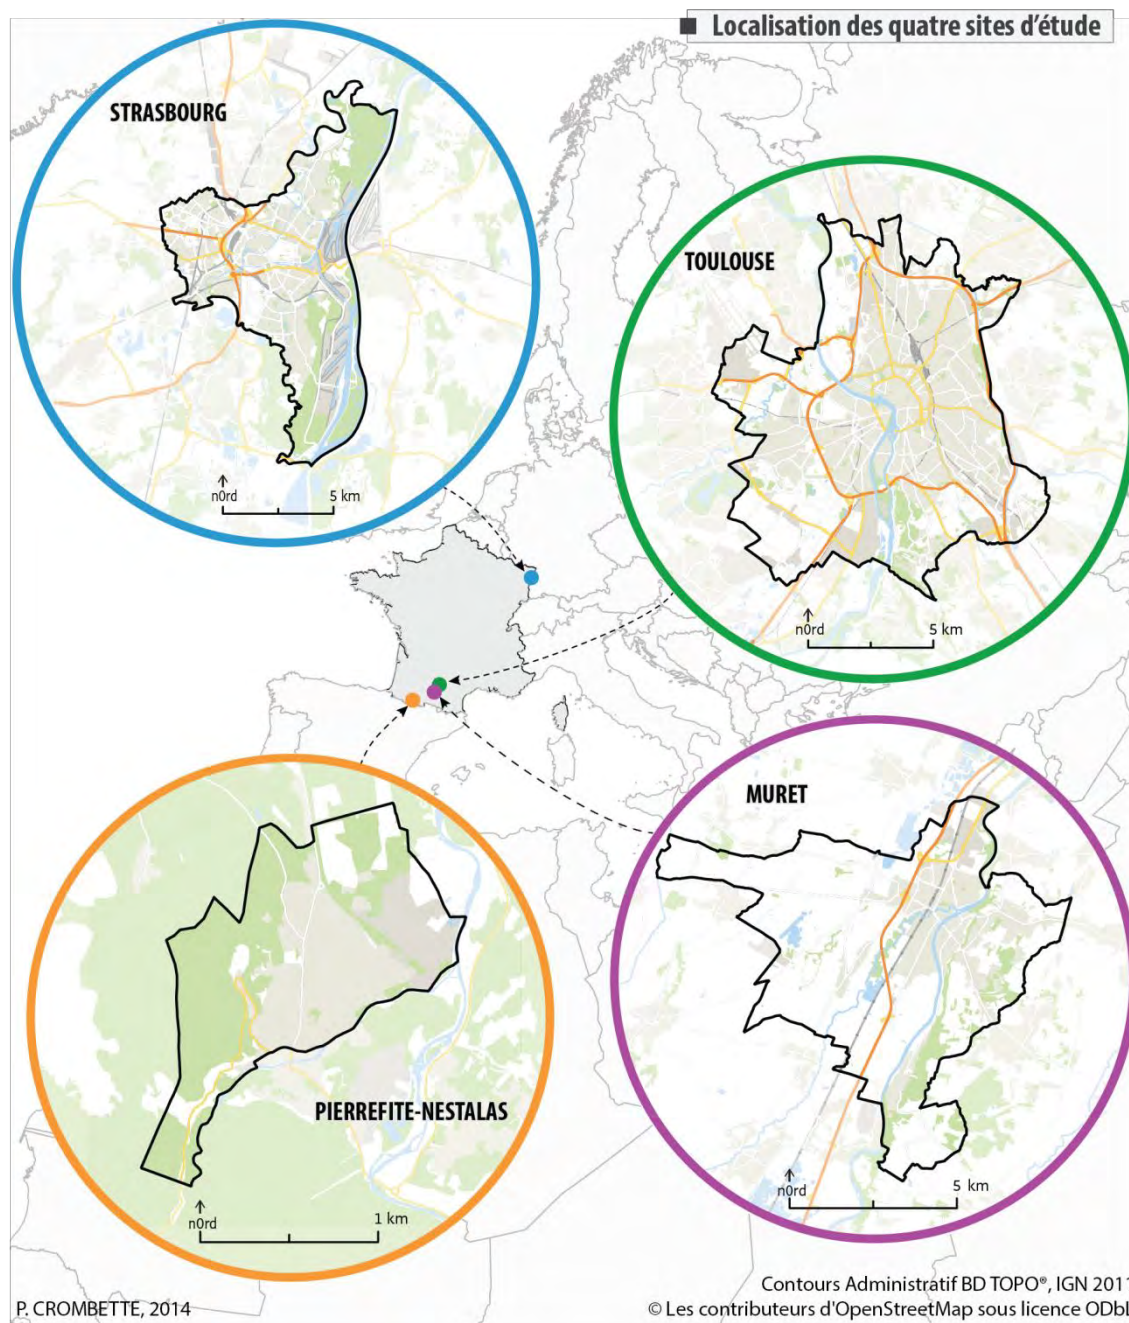 ■ Localisation des quatre sites d'étude
STRASBOURG
n0rd
5 km
TOULOUSE
n0rd
5 km
PIERREFITE-NESTALAS
n0rd
1 km
MURET
n0rd
5 km
P. CROMBETTE, 2014
Contours Administratif BD TOPO®, IGN 2011
© Les contributeurs d'OpenStreetMap sous licence ODbL